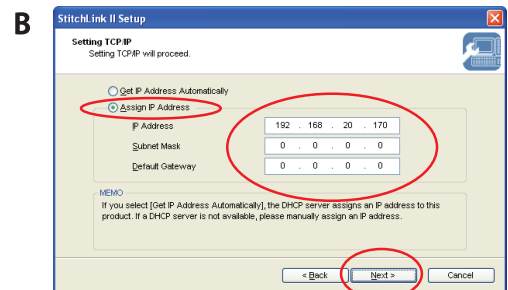 B
StitchLink II Setup
Setting TCP/IP
Setting TCP/IP will proceed.
Get IP Address Automatically
Assign IP Address
IP Address 192 . 168 . 20 . 170
Subnet Mask 0 . 0 . 0 . 0
Default Gateway 0 . 0 . 0 . 0
MEMO
If you select [Get IP Address Automatically], the DHCP server assigns an IP address to this
product. If a DHCP server is not available, please manually assign an IP address.
< Back Next > Cancel